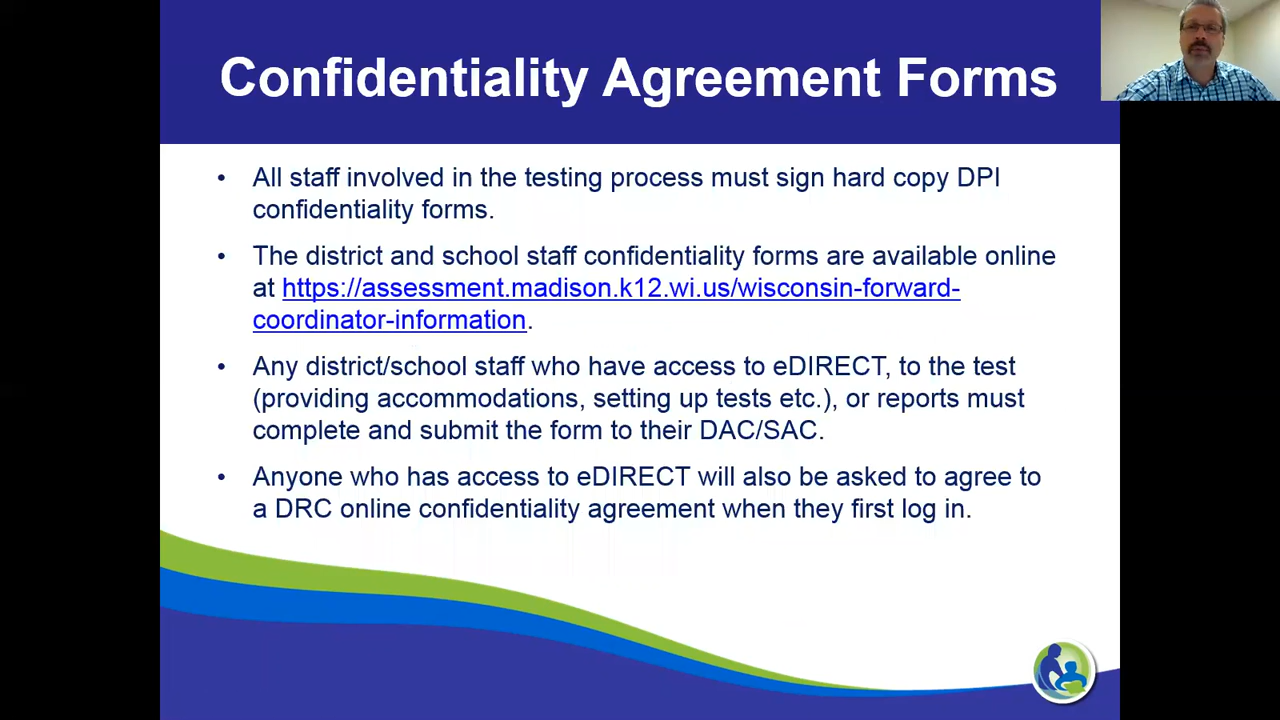 Confidentiality Agreement Forms
• All staff involved in the testing process must sign hard copy DPI
confidentiality forms.
• The district and school staff confidentiality forms are available online
at https://assessment.madison.k12.wi.us/wisconsin-forward-
coordinator-information.
• Any district/school staff who have access to eDIRECT, to the test
(providing accommodations, setting up tests etc.), or reports must
complete and submit the form to their DAC/SAC.
• Anyone who has access to eDIRECT will also be asked to agree to
a DRC online confidentiality agreement when they first log in.